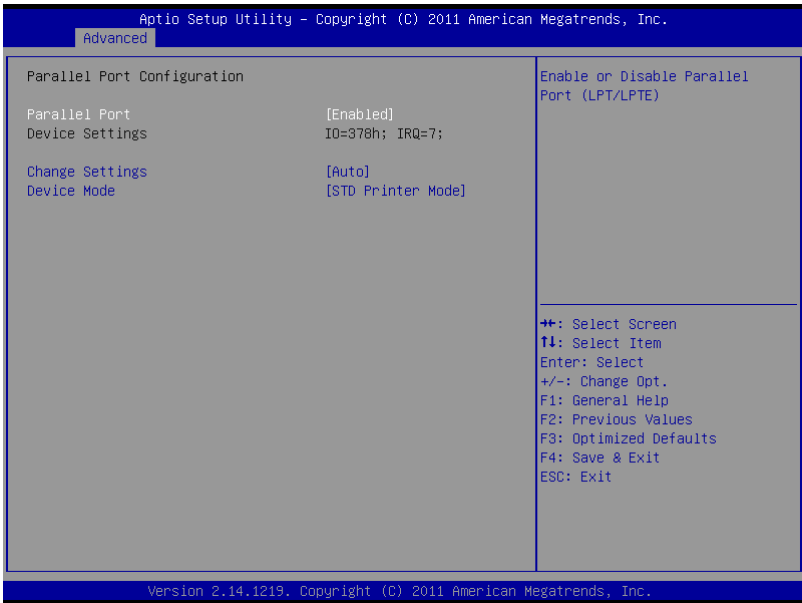 Aptio Setup Utility – Copyright (C) 2011 American Megatrends, Inc.
Advanced
Parallel Port Configuration
Parallel Port [Enabled]
Device Settings IO=378h; IRQ=7;
Change Settings [Auto]
Device Mode [STD Printer Mode]
Enable or Disable Parallel
Port (LPT/LPTE)
→←: Select Screen
↑↓: Select Item
Enter: Select
+/-: Change Opt.
F1: General Help
F2: Previous Values
F3: Optimized Defaults
F4: Save & Exit
ESC: Exit
Version 2.14.1219. Copyright (C) 2011 American Megatrends, Inc.